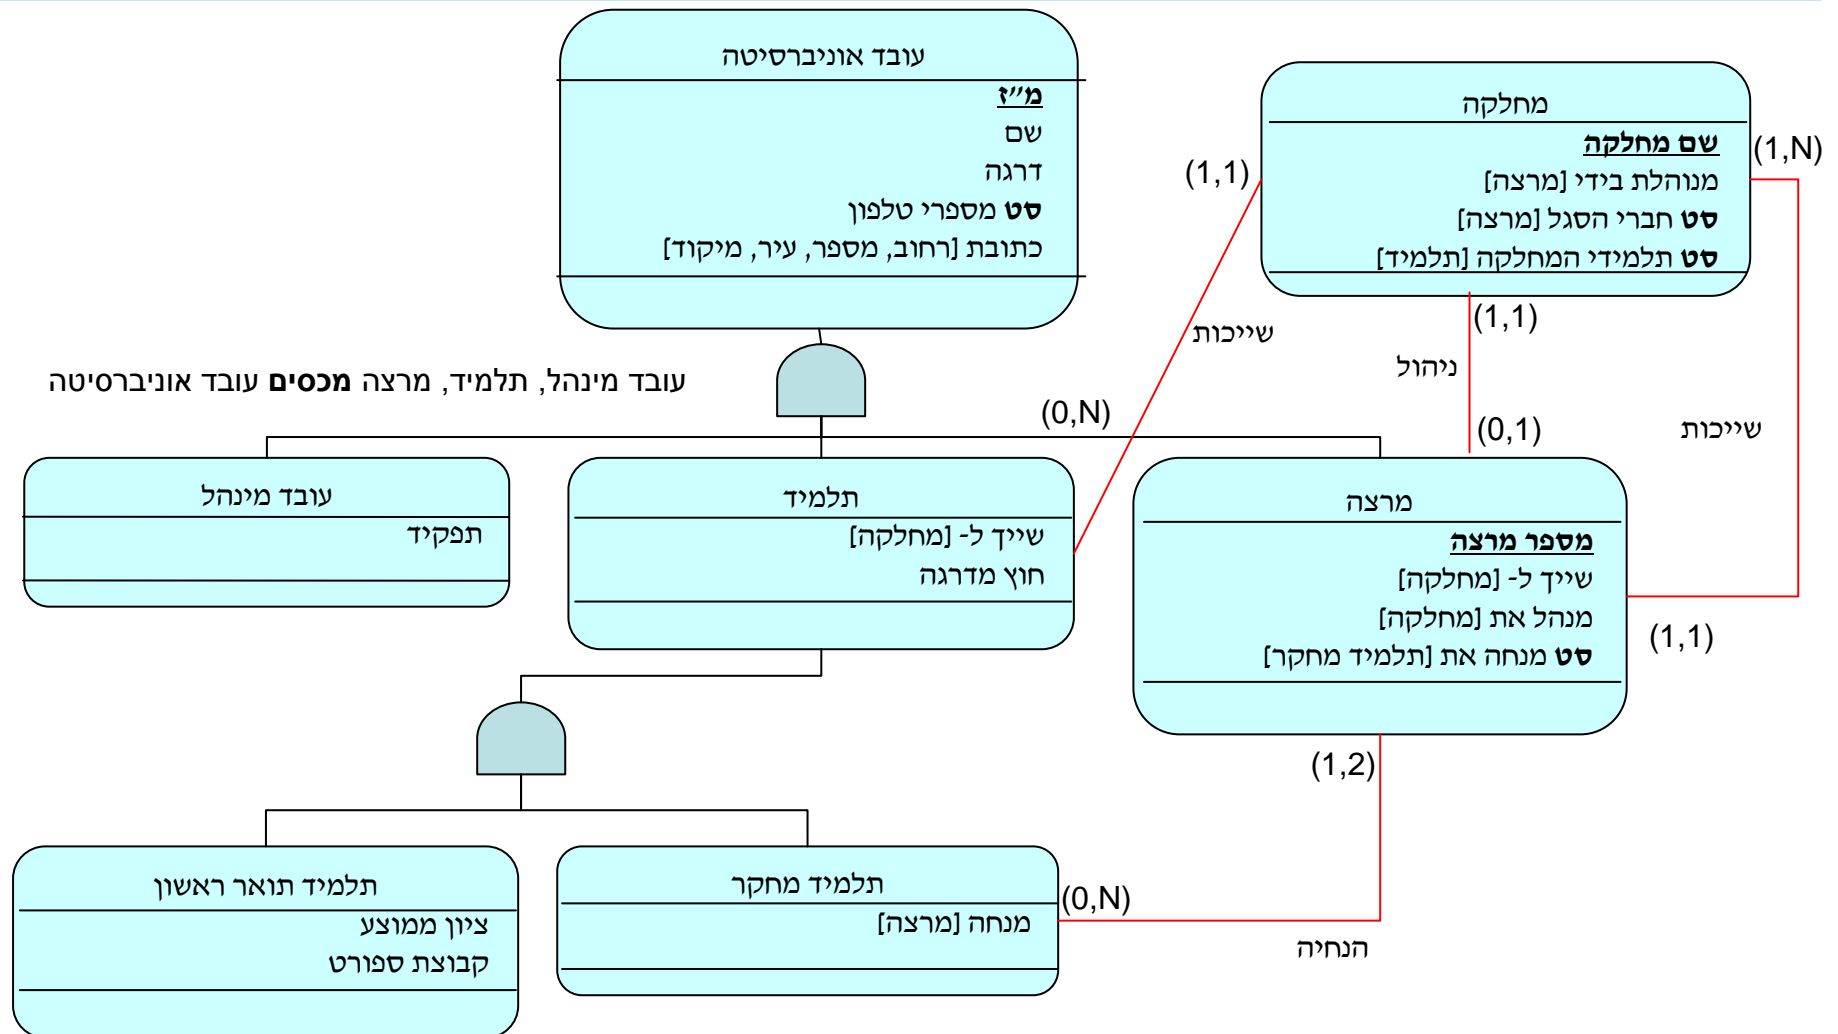 עובד אוניברסיטה
מ״ז
שם
דרגה
סט מספרי טלפון
כתובת [רחוב, מספר, עיר, מיקוד]
מחלקה
שם מחלקה
מנוהלת בידי [מרצה]
סט חברי הסגל [מרצה]
סט תלמידי המחלקה [תלמיד]
(1,N)
(1,1)
(1,1)
שייכות
ניהול
שייכות
(0,1)
(0,N)
עובד מינהל, תלמיד, מרצה מכסים עובד אוניברסיטה
מרצה
מספר מרצה
שייך ל- [מחלקה]
מנהל את [מחלקה]
סט מנחה את [תלמיד מחקר]
(1,1)
תלמיד
שייך ל- [מחלקה]
חוץ מדרגה
עובד מינהל
תפקיד
(1,2)
(0,N)
הנחיה
תלמיד מחקר
מנחה [מרצה]
תלמיד תואר ראשון
ציון ממוצע
קבוצת ספורט